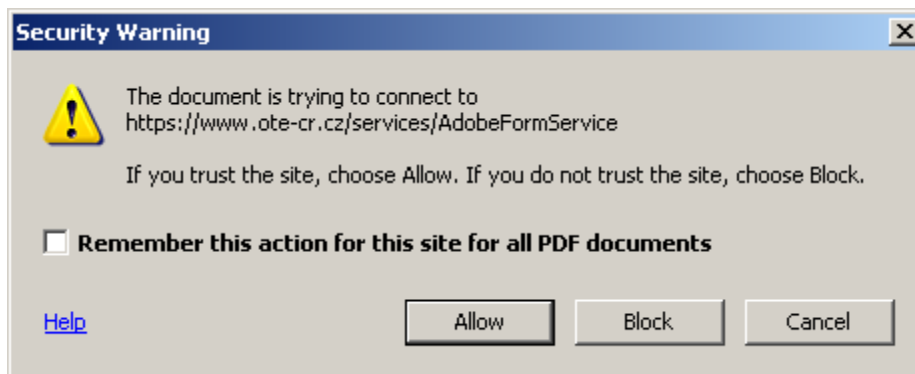 Security Warning
The document is trying to connect to
https://www.ote-cr.cz/services/AdobeFormService
If you trust the site, choose Allow. If you do not trust the site, choose Block.
Remember this action for this site for all PDF documents
Help
Allow
Block
Cancel